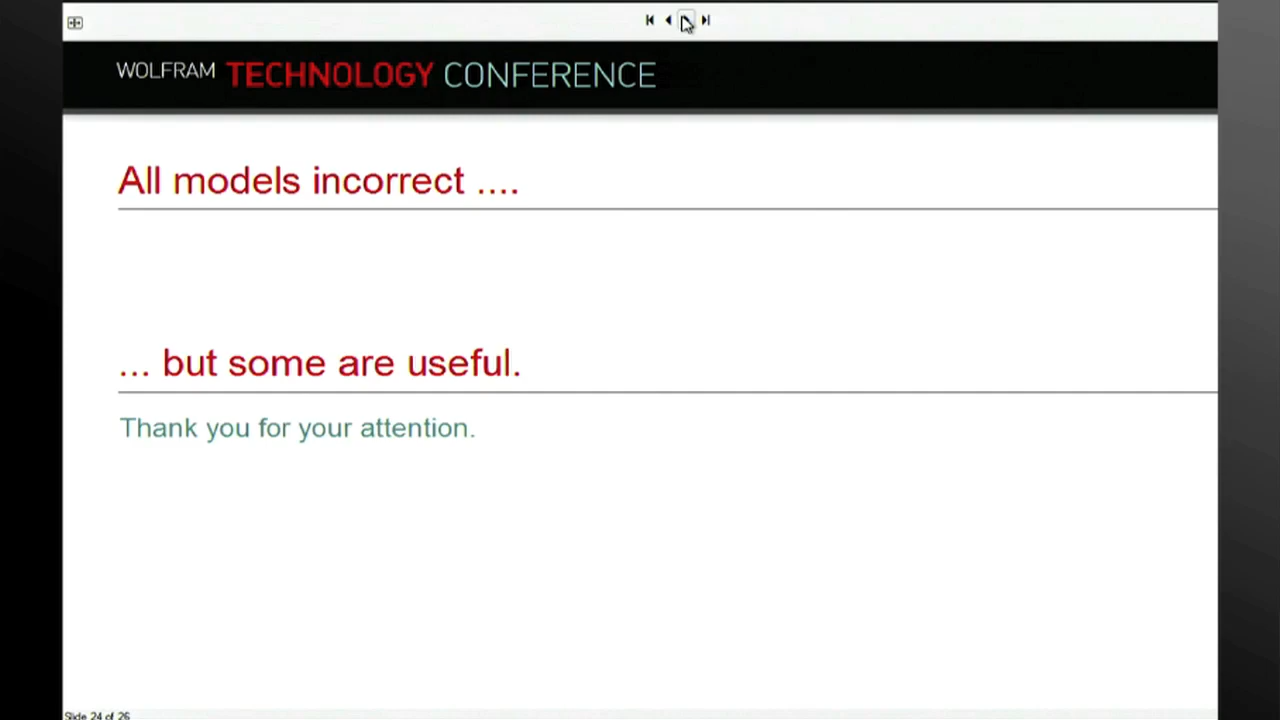 WOLFRAM TECHNOLOGY CONFERENCE
All models incorrect ....
... but some are useful.
Thank you for your attention.
Slide 24 of 26